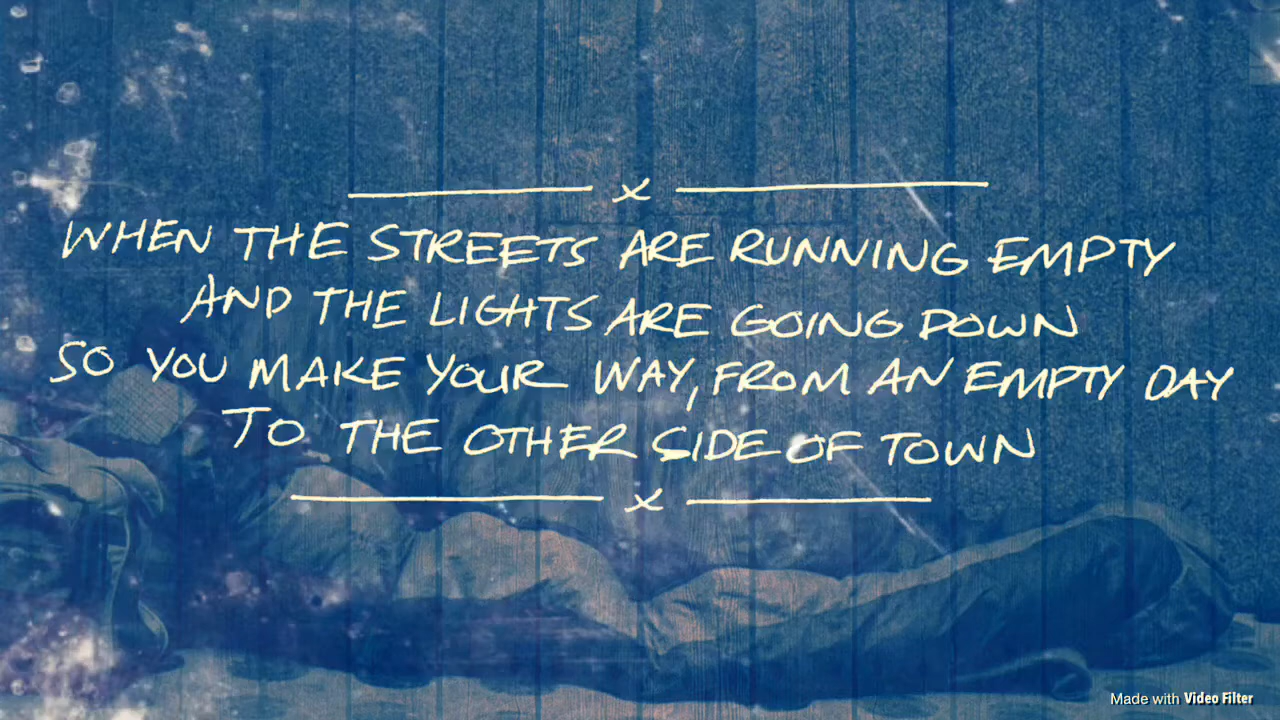 x
WHEN THE STREETS ARE RUNNING EMPTY
AND THE LIGHTS ARE GOING DOWN
SO YOU MAKE YOUR WAY, FROM AN EMPTY DAY
TO THE OTHER SIDE OF TOWN
x
Made with Video Filter